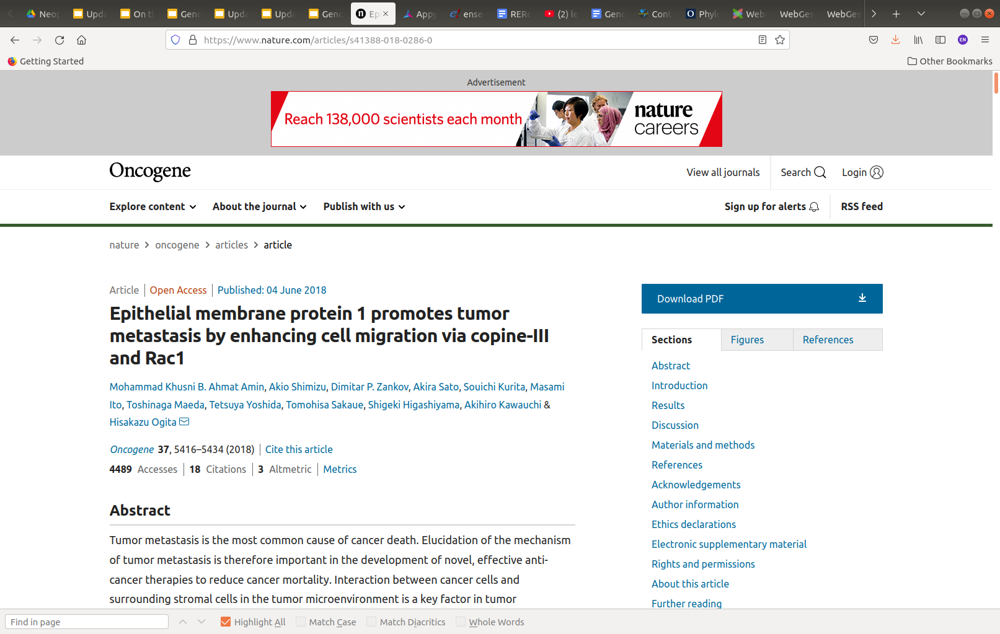 Neop
Upda
On t
Geno
Upda
Upda
Geno
Epi
Appy
ense
RERc
(2) le
Geno
Cont
Phyl
Web
WebGes
WebGes
https://www.nature.com/articles/s41388-018-0286-0
EN
Getting Started
Other Bookmarks
Advertisement
Reach 138,000 scientists each month
nature
careers
Oncogene
View all journals
Search
Login
Explore content
About the journal
Publish with us
Sign up for alerts
RSS feed
nature > oncogene > articles > article
Article | Open Access | Published: 04 June 2018
Epithelial membrane protein 1 promotes tumor
metastasis by enhancing cell migration via copine-III
and Rac1
Mohammad Khusni B. Ahmat Amin, Akio Shimizu, Dimitar P. Zankov, Akira Sato, Souichi Kurita, Masami
Ito, Toshinaga Maeda, Tetsuya Yoshida, Tomohisa Sakaue, Shigeki Higashiyama, Akihiro Kawauchi &
Hisakazu Ogita
Oncogene 37, 5416–5434 (2018) | Cite this article
4489 Accesses | 18 Citations | 3 Altmetric | Metrics
Abstract
Tumor metastasis is the most common cause of cancer death. Elucidation of the mechanism
of tumor metastasis is therefore important in the development of novel, effective anti-
cancer therapies to reduce cancer mortality. Interaction between cancer cells and
surrounding stromal cells in the tumor microenvironment is a key factor in tumor
Download PDF
Sections
Figures
References
Abstract
Introduction
Results
Discussion
Materials and methods
References
Acknowledgements
Author information
Ethics declarations
Electronic supplementary material
Rights and permissions
About this article
Further reading
Find in page
Highlight All
Match Case
Match Diacritics
Whole Words